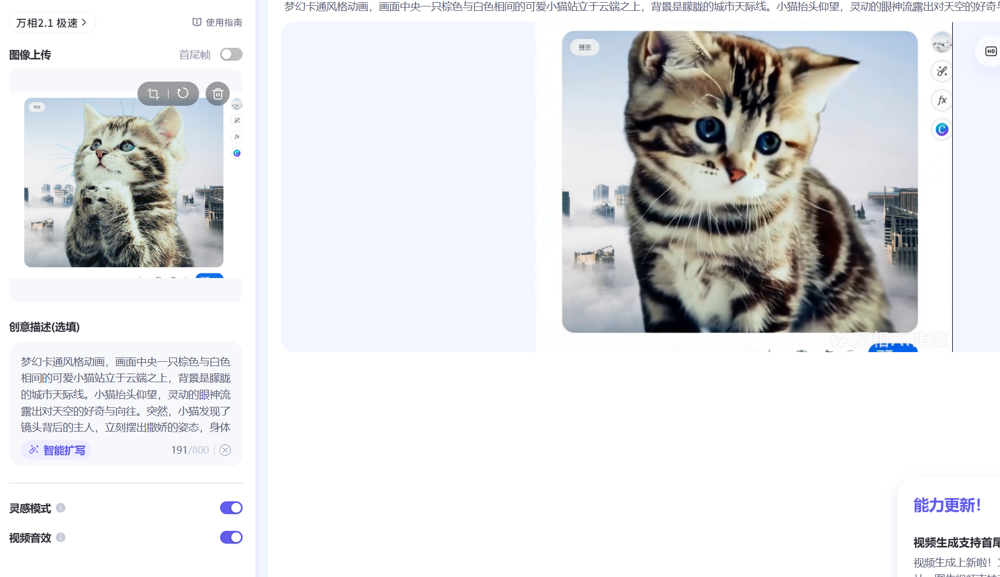 万相2.1 极速
使用指南
图像上传
首尾帧
预览
fx
创意描述(选填)
梦幻卡通风格动画，画面中央一只棕色与白色
相间的可爱小猫站立于云端之上，背景是朦胧
的城市天际线。小猫抬头仰望，灵动的眼神流
露出对天空的好奇与向往。突然，小猫发现了
镜头背后的主人，立刻摆出撒娇的姿态，身体
智能扩写
191/800
灵感模式
视频音效
梦幻卡通风格动画，画面中央一只棕色与白色相间的可爱小猫站立于云端之上，背景是朦胧的城市天际线。小猫抬头仰望，灵动的眼神流露出对天空的好奇与
预览
HD
fx
万相AI生成
能力更新！
视频生成支持首尾
视频生成上新啦！